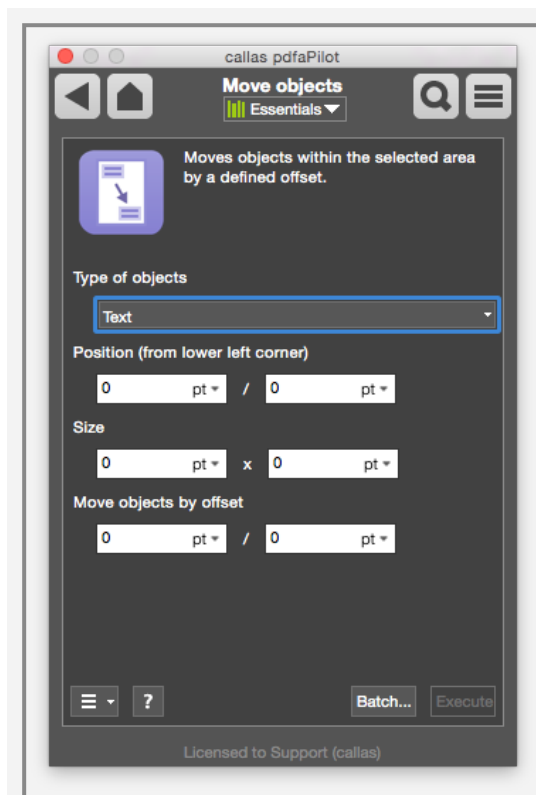 callas pdfaPilot
Move objects
Essentials
Moves objects within the selected area
by a defined offset.
Type of objects
Text
Position (from lower left corner)
0 pt / 0 pt
Size
0 pt x 0 pt
Move objects by offset
0 pt / 0 pt
? Batch... Execute
Licensed to Support (callas)